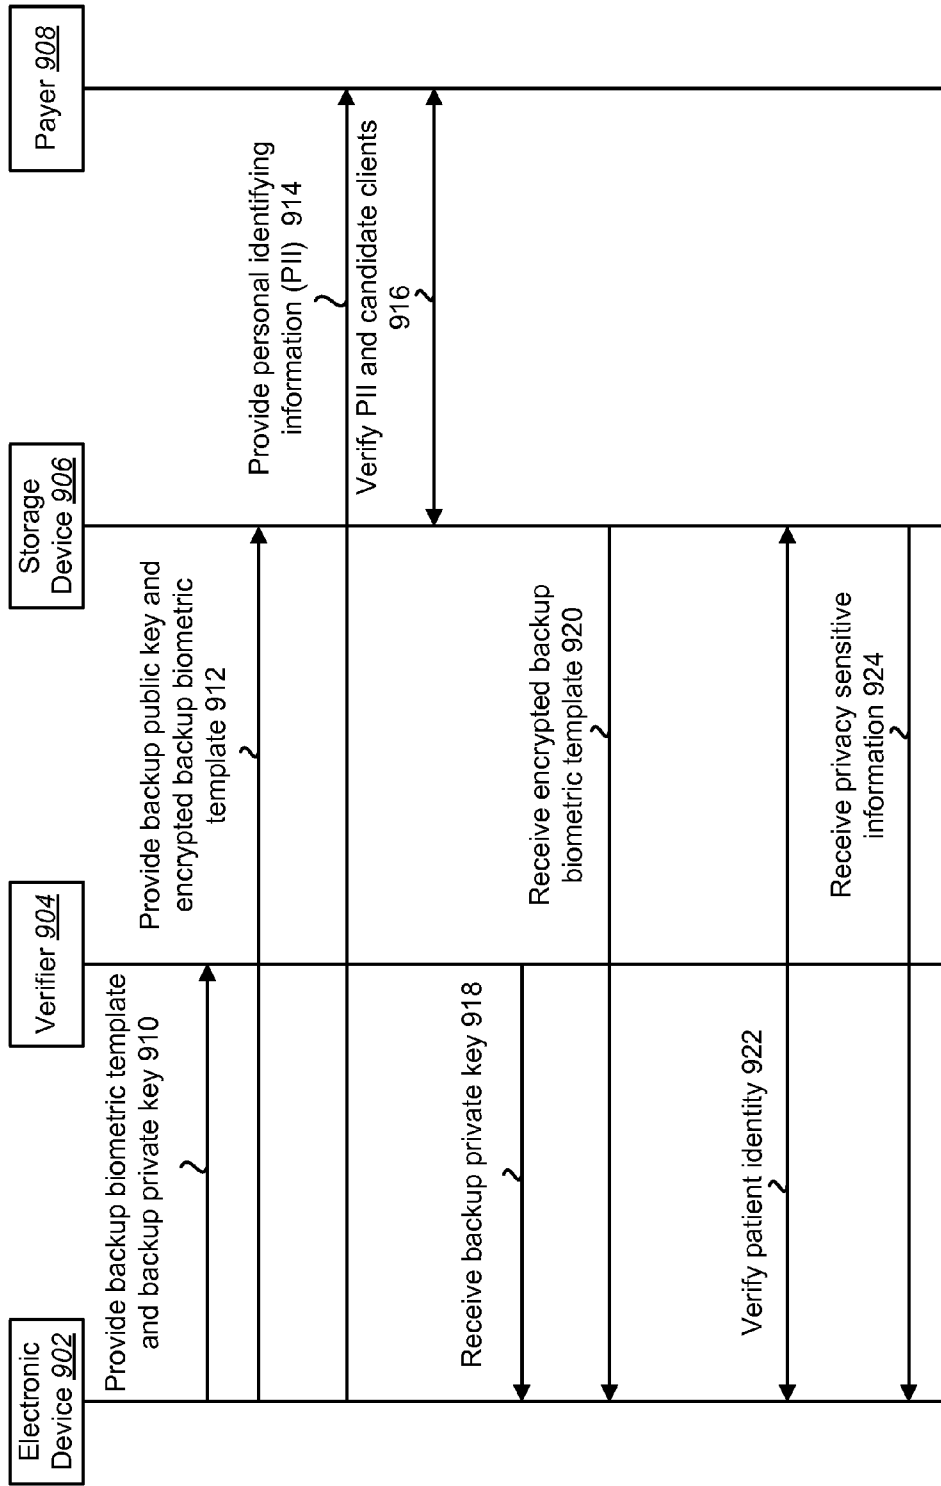 Electronic
Device 902
Verifier 904
Storage
Device 906
Payer 908
Provide backup biometric template
and backup private key 910
Provide backup public key and
encrypted backup biometric
template 912
Provide personal identifying
information (PII) 914
Verify PII and candidate clients
916
Receive backup private key 918
Receive encrypted backup
biometric template 920
Verify patient identity 922
Receive privacy sensitive
information 924